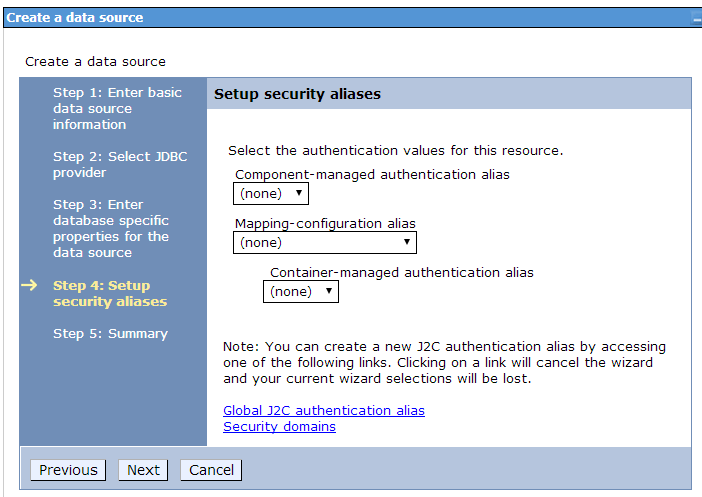 Create a data source
Create a data source
Step 1: Enter basic
data source
information
Step 2: Select JDBC
provider
Step 3: Enter
database specific
properties for the
data source
Step 4: Setup
security aliases
Step 5: Summary
Setup security aliases
Select the authentication values for this resource.
Component-managed authentication alias
(none)
Mapping-configuration alias
(none)
Container-managed authentication alias
(none)
Note: You can create a new J2C authentication alias by accessing
one of the following links. Clicking on a link will cancel the wizard
and your current wizard selections will be lost.
Global J2C authentication alias
Security domains
Previous Next Cancel